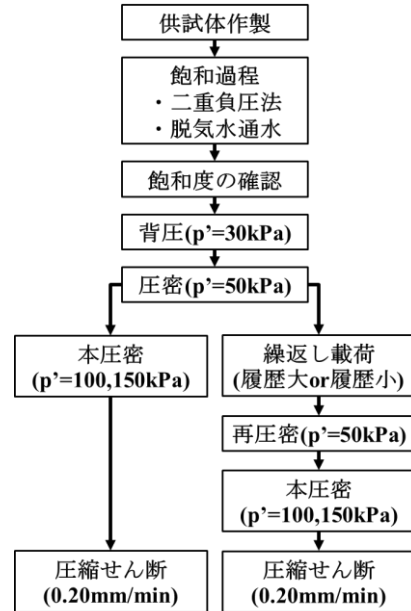 供試体作製
飽和過程
・二重負圧法
・脱気水通水
飽和度の確認
背圧(p’=30kPa)
圧密(p’=50kPa)
本圧密
(p’=100,150kPa)
圧縮せん断
(0.20mm/min)
繰返し載荷
(履歴大or履歴小)
再圧密(p’=50kPa)
本圧密
(p’=100,150kPa)
圧縮せん断
(0.20mm/min)